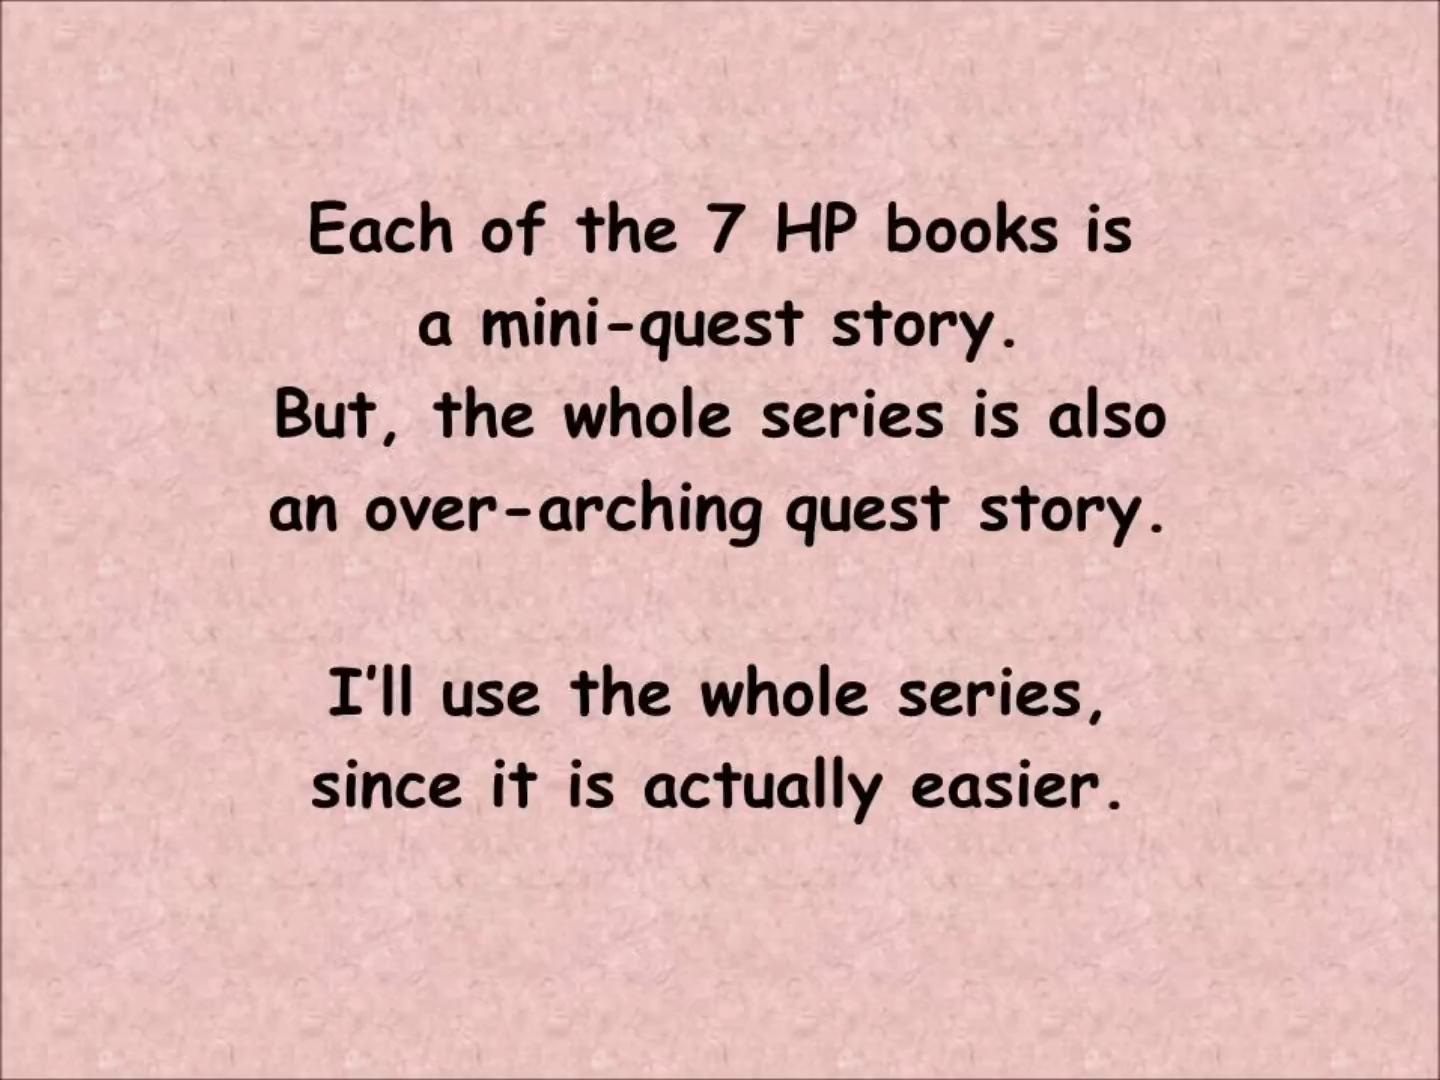 Each of the 7 HP books is
a mini-quest story.
But, the whole series is also
an over-arching quest story.
I'll use the whole series,
since it is actually easier.